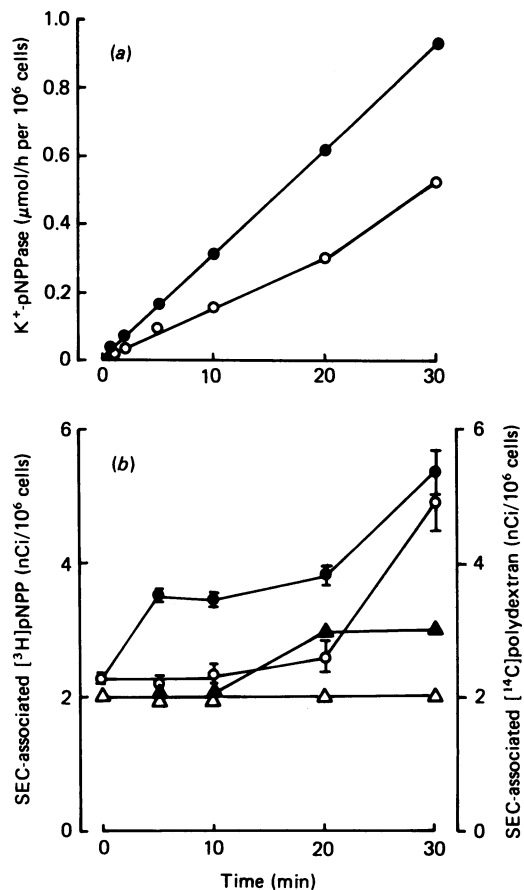 (a)
K⁺-pNPPase (μmol/h per 10⁶ cells)
1.0
0.8
0.6
0.4
0.2
0
0 10 20 30
(b)
SEC-associated [³H]pNPP (nCi/10⁶ cells)
6
4
2
0
SEC-associated [¹⁴C]polydextran (nCi/10⁶ cells)
6
4
2
0
0 10 20 30
Time (min)